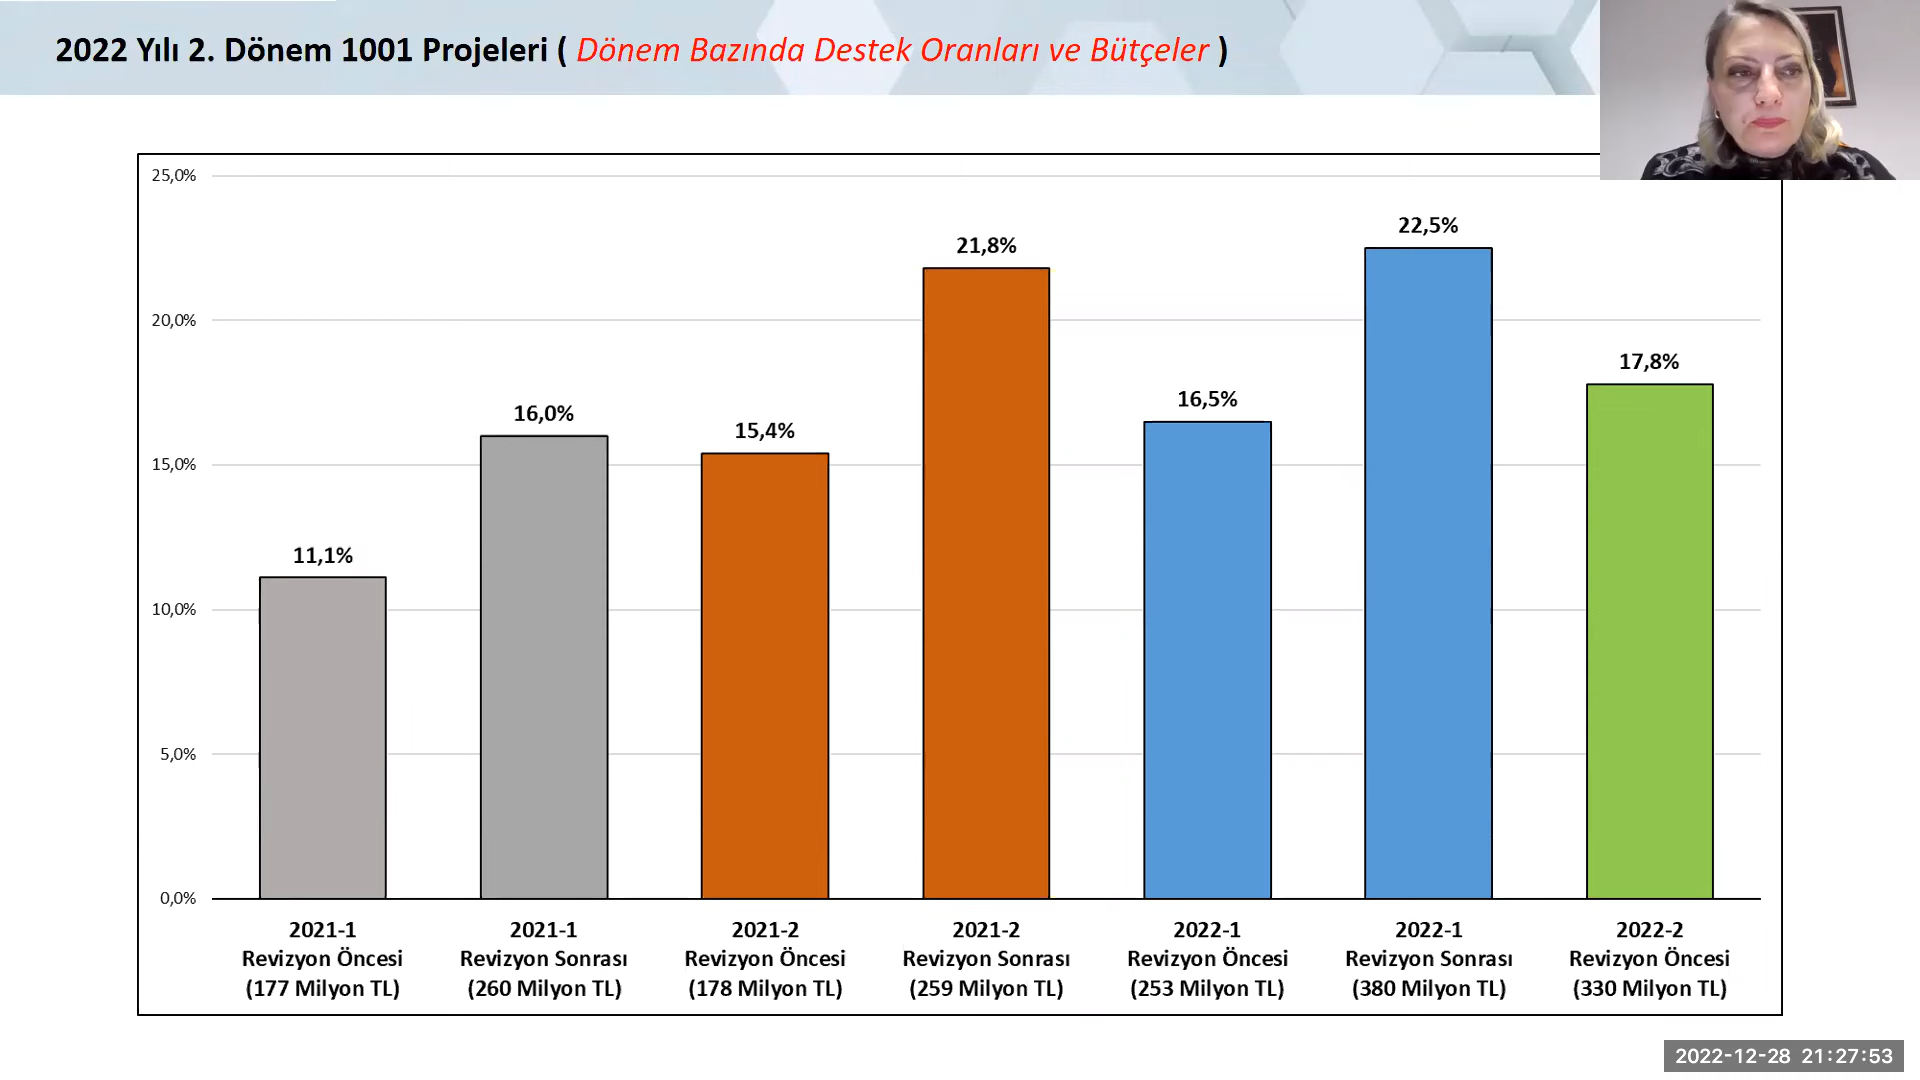 2022 Yılı 2. Dönem 1001 Projeleri ( Dönem Bazında Destek Oranları ve Bütçeler )
25,0%
20,0%
15,0%
10,0%
5,0%
0,0%
11,1%
16,0%
15,4%
21,8%
16,5%
22,5%
17,8%
2021-1
Revizyon Öncesi
(177 Milyon TL)
2021-1
Revizyon Sonrası
(260 Milyon TL)
2021-2
Revizyon Öncesi
(178 Milyon TL)
2021-2
Revizyon Sonrası
(259 Milyon TL)
2022-1
Revizyon Öncesi
(253 Milyon TL)
2022-1
Revizyon Sonrası
(380 Milyon TL)
2022-2
Revizyon Öncesi
(330 Milyon TL)
2022-12-28 21:27:53